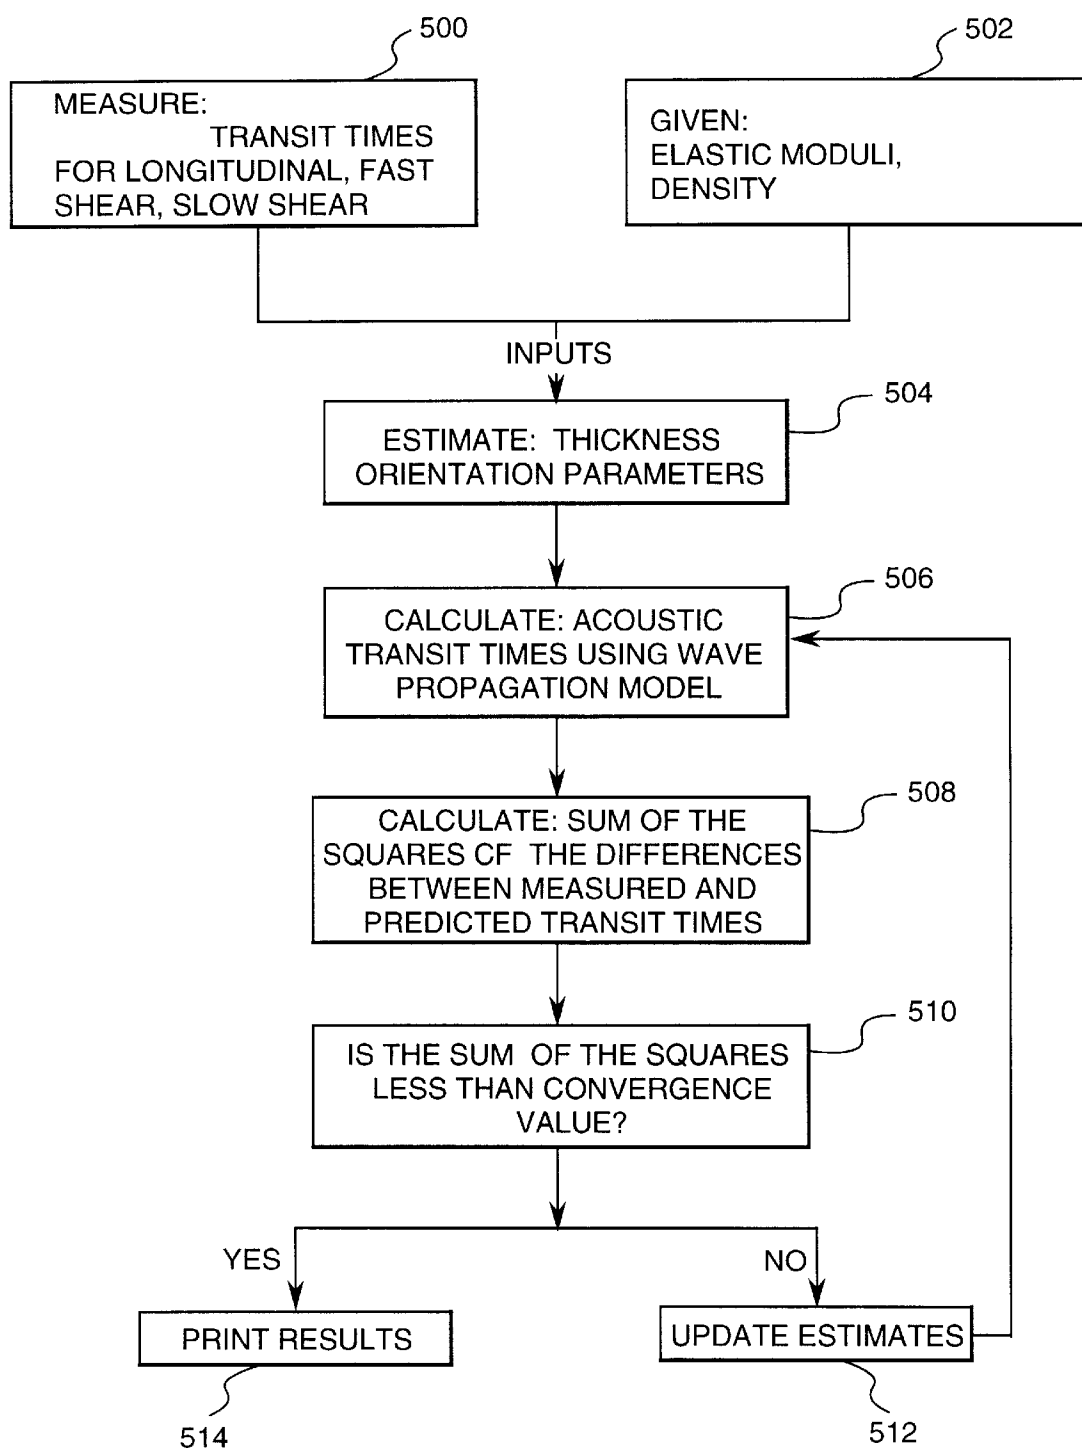 500
502
MEASURE:
TRANSIT TIMES
FOR LONGITUDINAL, FAST
SHEAR, SLOW SHEAR
GIVEN:
ELASTIC MODULI,
DENSITY
INPUTS
504
ESTIMATE: THICKNESS
ORIENTATION PARAMETERS
506
CALCULATE: ACOUSTIC
TRANSIT TIMES USING WAVE
PROPAGATION MODEL
508
CALCULATE: SUM OF THE
SQUARES CF THE DIFFERENCES
BETWEEN MEASURED AND
PREDICTED TRANSIT TIMES
510
IS THE SUM OF THE SQUARES
LESS THAN CONVERGENCE
VALUE?
YES
NO
PRINT RESULTS
UPDATE ESTIMATES
514
512